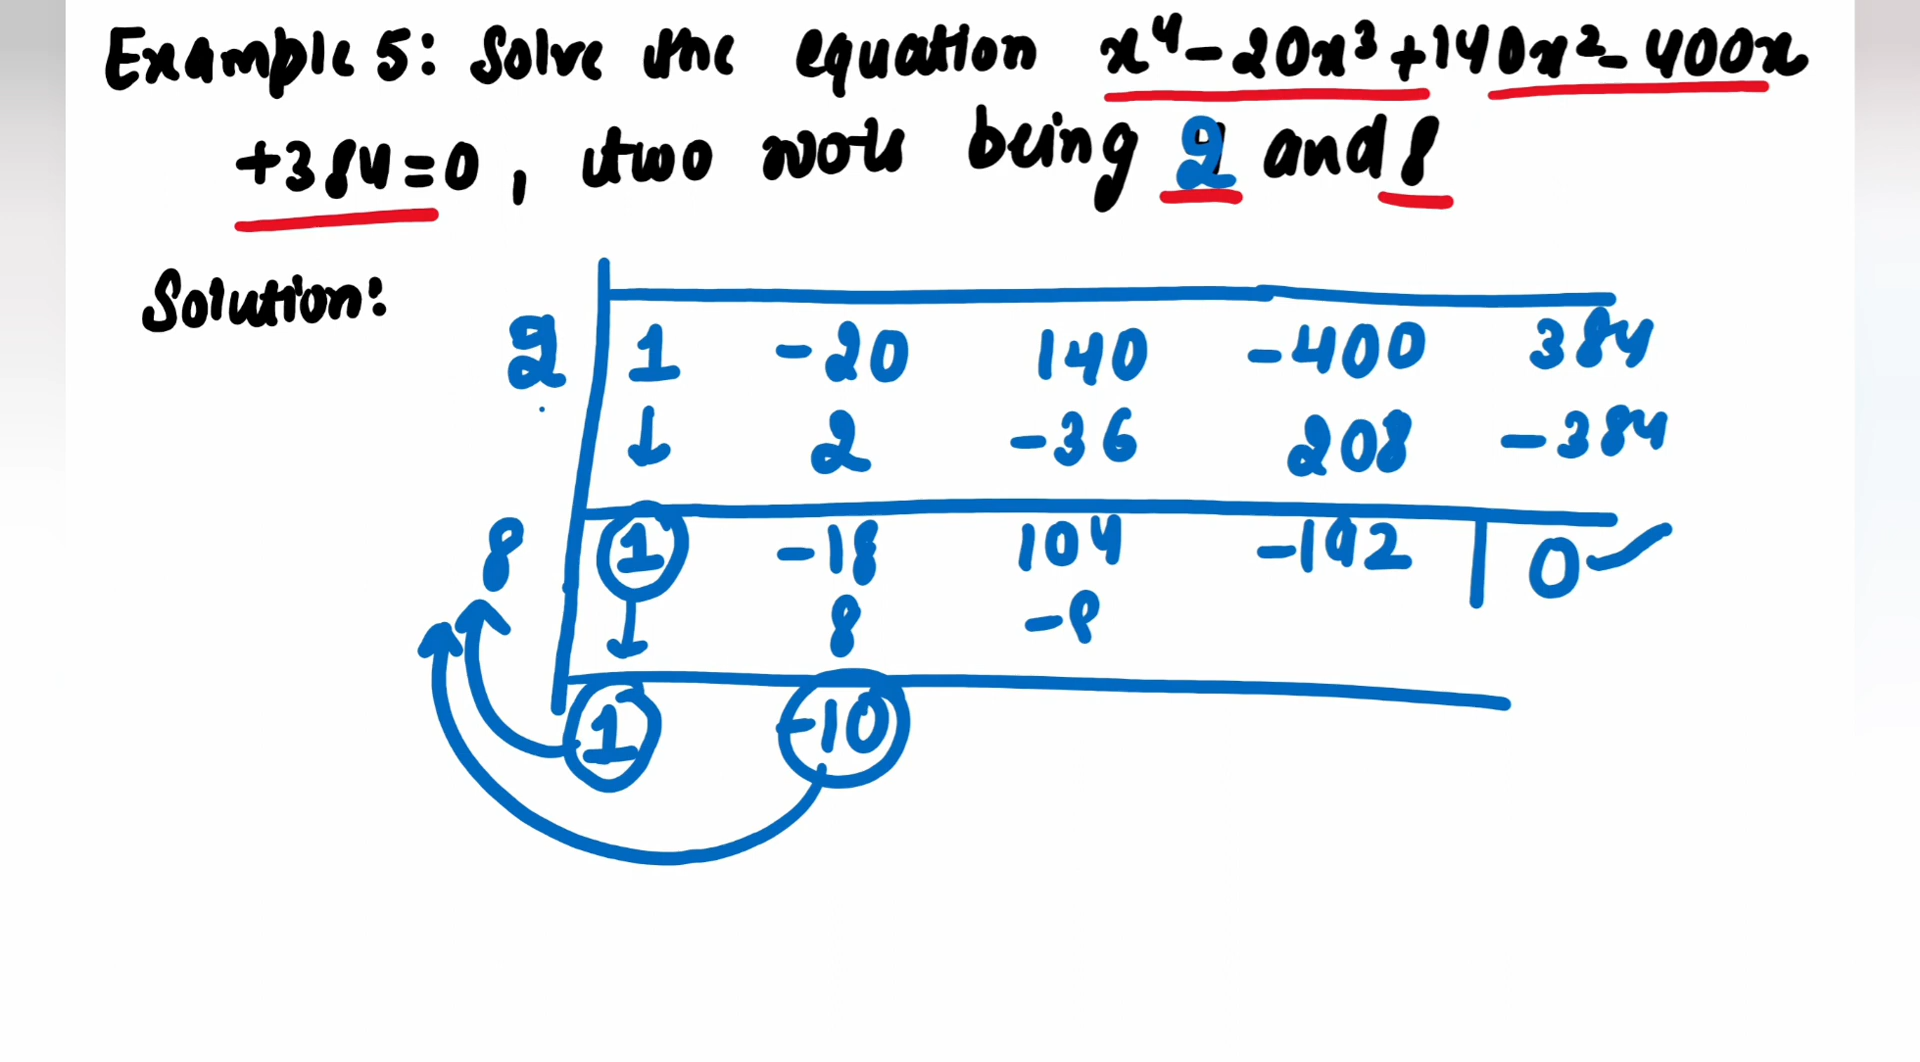 Example 5: Solve the equation x⁴-20x³+140x²-400x
+384=0, two roots being 2 and 8
Solution:
2 1 -20 140 -400 384
↓ 2 -36 208 -384
8 1 -18 104 -192 0
↓ 8 -8
1 -10